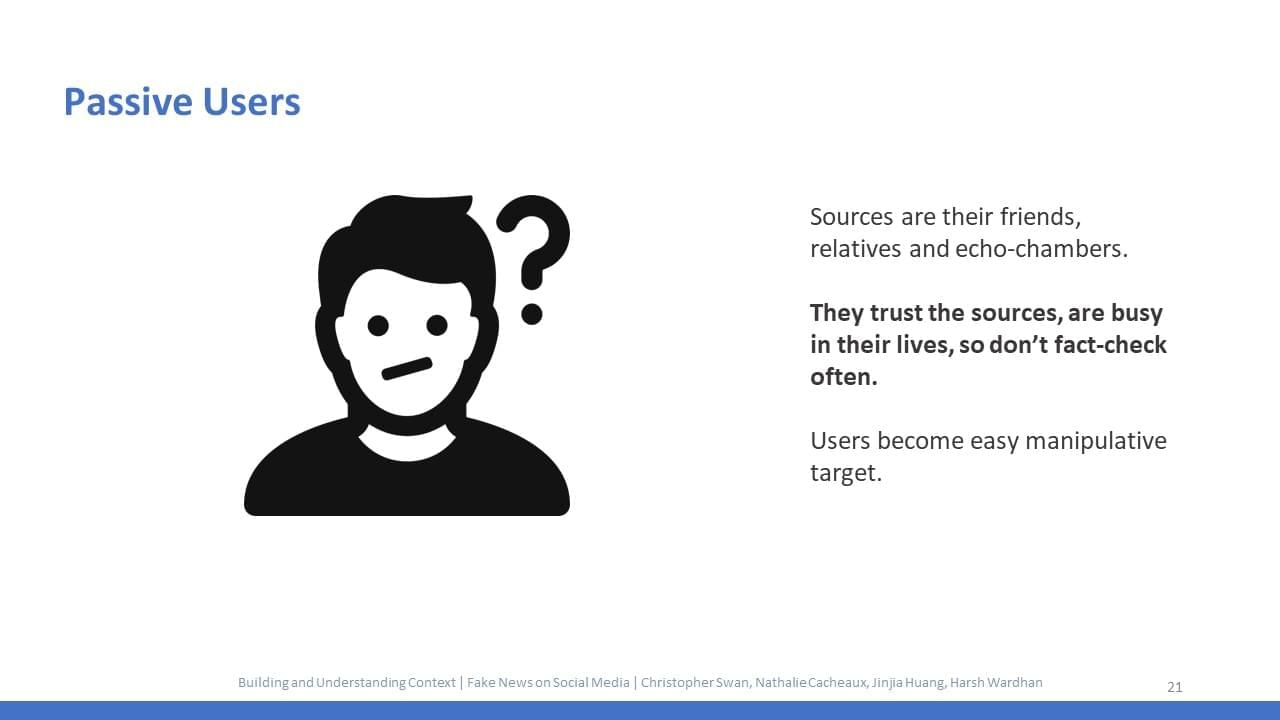 Passive Users
Sources are their friends,
relatives and echo-chambers.
They trust the sources, are busy
in their lives, so don’t fact-check
often.
Users become easy manipulative
target.
Building and Understanding Context | Fake News on Social Media | Christopher Swan, Nathalie Cacheaux, Jinjia Huang, Harsh Wardhan
21